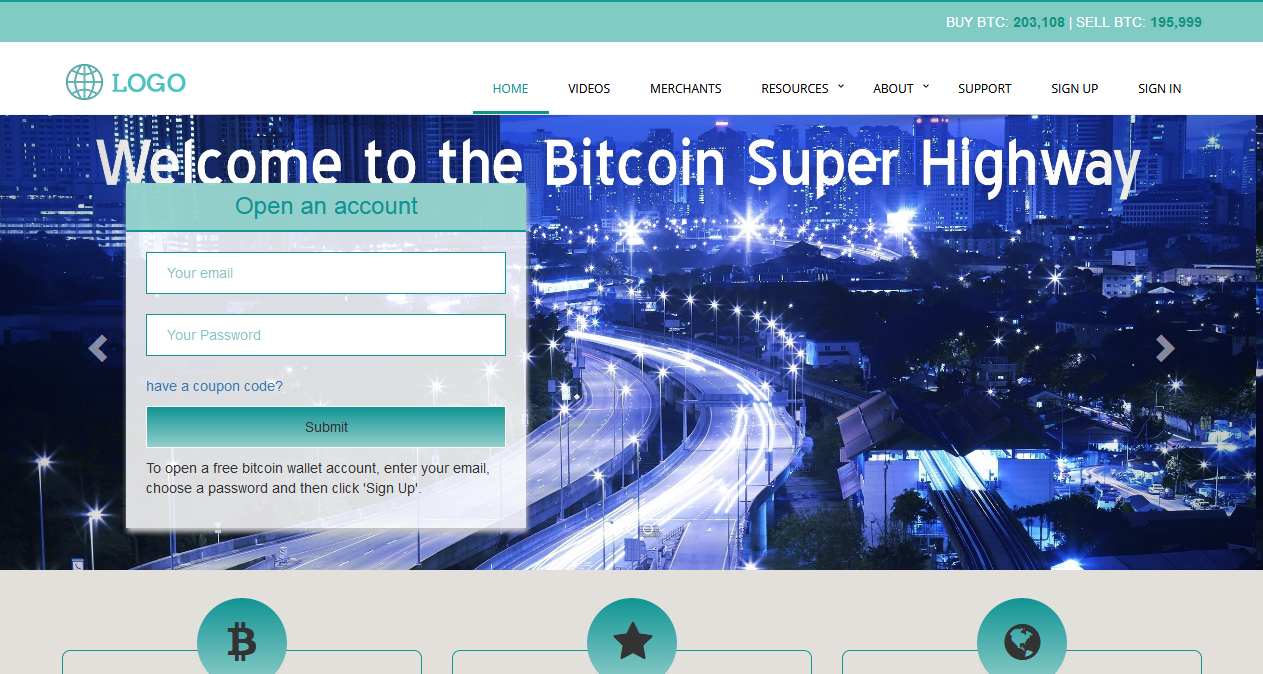 BUY BTC: 203,108 | SELL BTC: 195,999
LOGO
HOME VIDEOS MERCHANTS RESOURCES ABOUT SUPPORT SIGN UP SIGN IN
Welcome to the Bitcoin Super Highway
Open an account
Your email
Your Password
have a coupon code?
Submit
To open a free bitcoin wallet account, enter your email,
choose a password and then click 'Sign Up'.